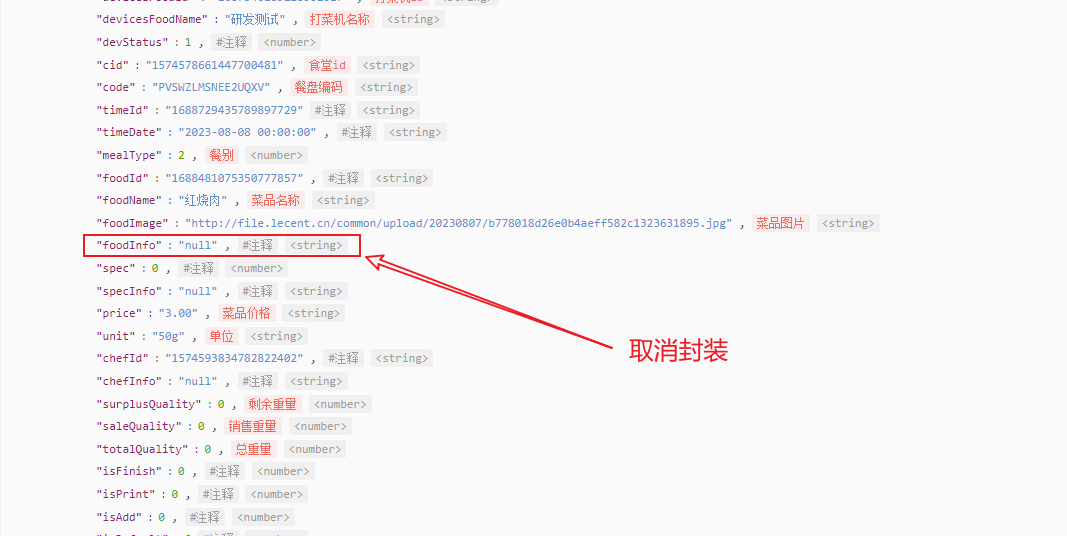 "devicesFoodName" : "研发测试" , 打菜机名称 <string>
"devStatus" : 1 , #注释 <number>
"cid" : "1574578661447700481" , 食堂id <string>
"code" : "PVSWZLMSNEE2UQXV" , 餐盘编码 <string>
"timeId" : "1688729435789897729" #注释 <string>
"timeDate" : "2023-08-08 00:00:00" , #注释 <string>
"mealType" : 2 , 餐别 <number>
"foodId" : "1688481075350777857" , #注释 <string>
"foodName" : "红烧肉" , 菜品名称 <string>
"foodImage" : "http://file.lecent.cn/common/upload/20230807/b778018d26e0b4aeff582c1323631895.jpg" , 菜品图片 <string>
"foodInfo" : "null" , #注释 <string>
"spec" : 0 , #注释 <number>
"specInfo" : "null" , #注释 <string>
"price" : "3.00" , 菜品价格 <string>
"unit" : "50g" , 单位 <string>
取消封装
"chefId" : "1574593834782822402" , #注释 <string>
"chefInfo" : "null" , #注释 <string>
"surplusQuality" : 0 , 剩余重量 <number>
"saleQuality" : 0 , 销售重量 <number>
"totalQuality" : 0 , 总重量 <number>
"isFinish" : 0 , #注释 <number>
"isPrint" : 0 , #注释 <number>
"isAdd" : 0 , #注释 <number>